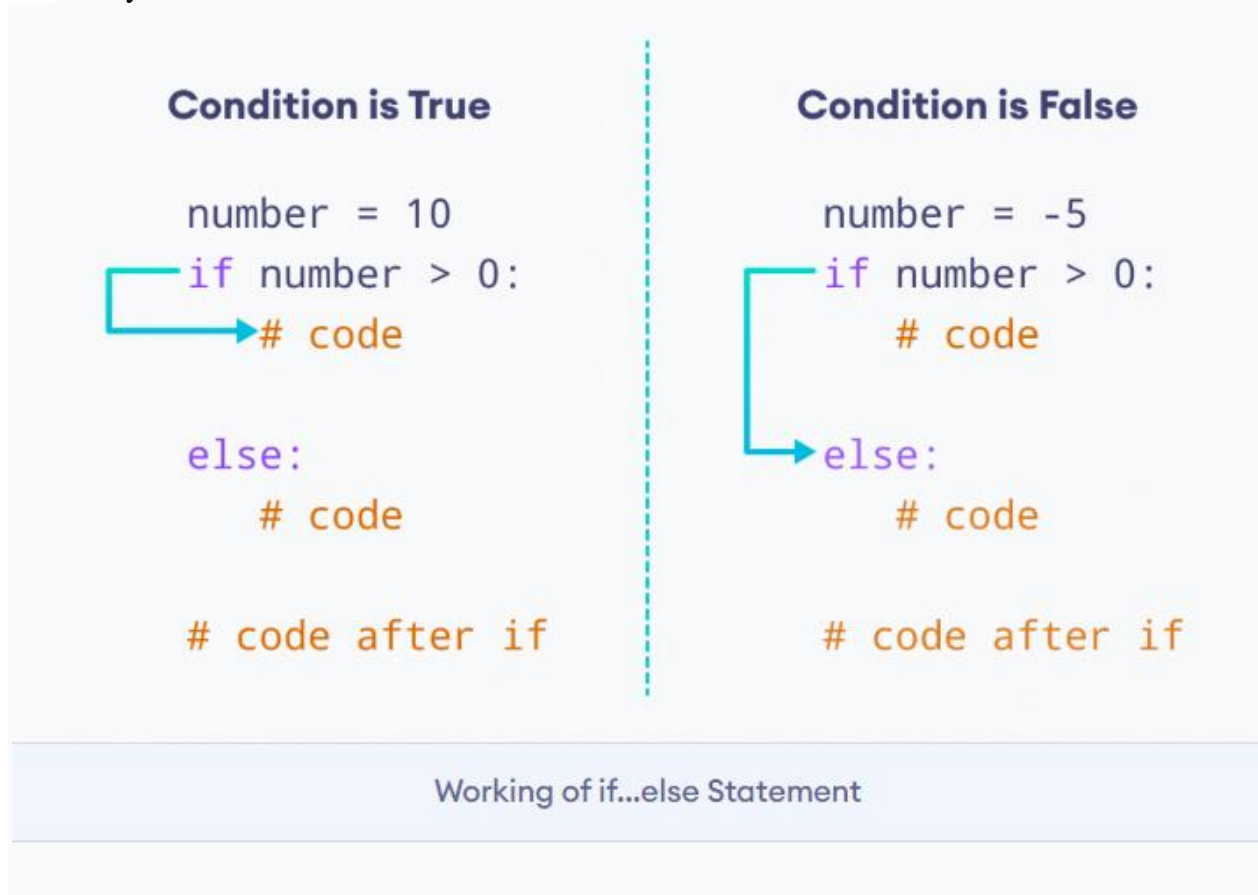 Condition is True
number = 10
if number > 0:
# code
else:
# code
# code after if
Condition is False
number = -5
if number > 0:
# code
else:
# code
# code after if
Working of if...else Statement